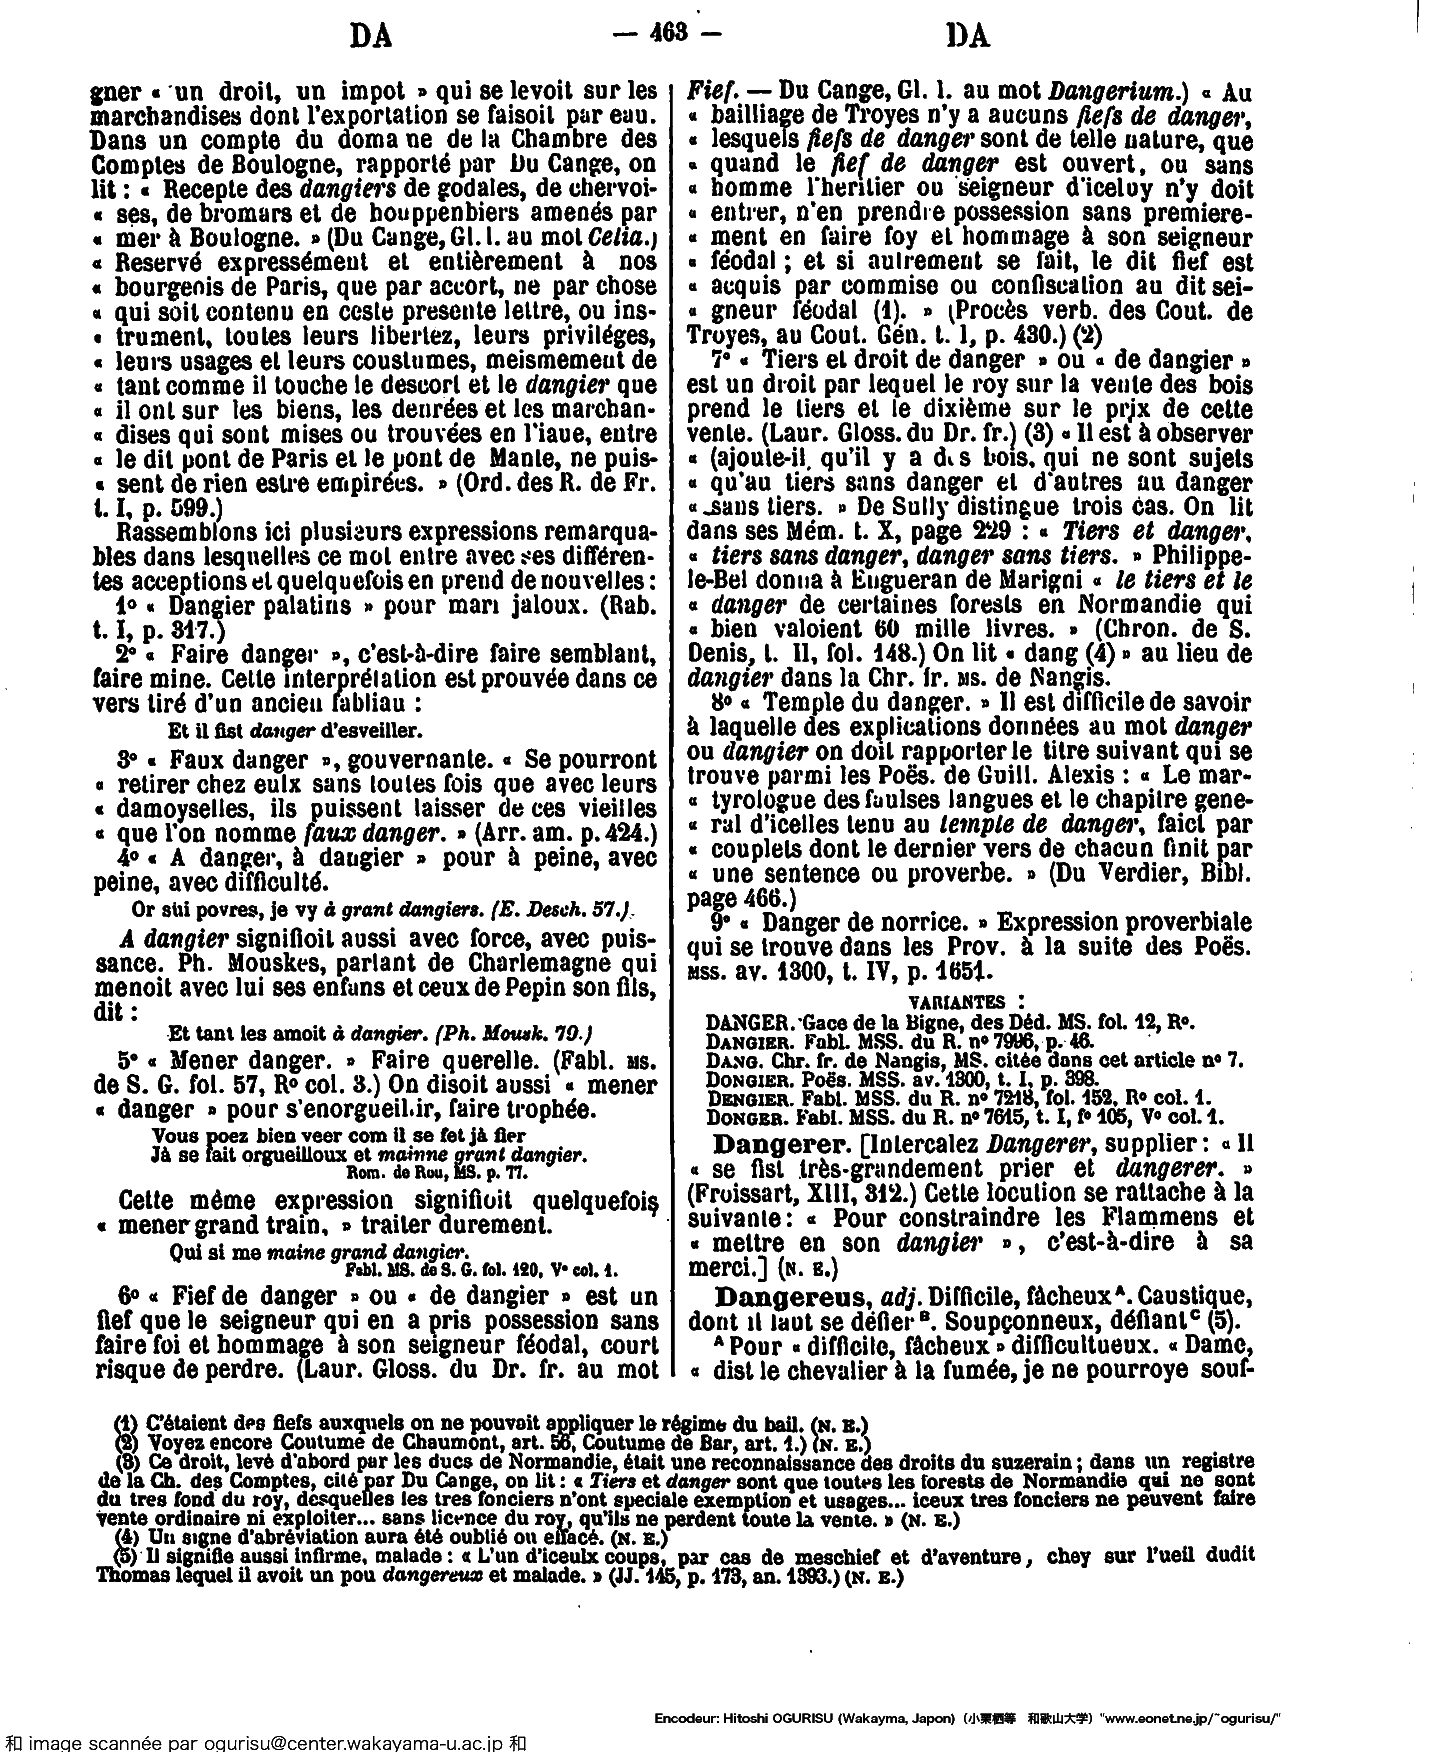 DA — 463 — DA
gner « un droit, un impot » qui se levoit sur les
marchandises dont l'exportation se faisoit par eau.
Dans un compte du doma ne de la Chambre des
Comptes de Boulogne, rapporté par Du Cange, on
lit : « Recepte des dangiers de godales, de chervoi-
« ses, de bromars et de houppenbiers amenés par
« mer à Boulogne. » (Du Cange, Gl. l. au mot Celia.)
« Reservé expressément et entièrement à nos
« bourgeois de Paris, que par accort, ne par chose
« qui soit contenu en ceste presente lettre, ou ins-
« trument, toutes leurs libertez, leurs priviléges,
« leurs usages et leurs coustumes, meismement de
« tant comme il touche le descort et le dangier que
« il ont sur les biens, les denrées et les marchan-
« dises qui sont mises ou trouvées en l'iaue, entre
« le dit pont de Paris et le pont de Mante, ne puis-
« sent de rien estre empirées. » (Ord. des R. de Fr.
t. I, p. 599.)
Rassemblons ici plusieurs expressions remarqua-
bles dans lesquelles ce mot entre avec ses différen-
tes acceptions et quelquefois en prend de nouvelles :
1º « Dangier palatins » pour mari jaloux. (Rab.
t. I, p. 317.)
2º « Faire danger », c'est-à-dire faire semblant,
faire mine. Cette interprétation est prouvée dans ce
vers tiré d'un ancien fabliau :
Et il fist danger d'esveiller.
3º « Faux danger », gouvernante. « Se pourront
« retirer chez eulx sans toutes fois que avec leurs
« damoyselles, ils puissent laisser de ces vieilles
« que l'on nomme faux danger. » (Arr. am. p. 424.)
4º « A danger, à dangier » pour à peine, avec
peine, avec difficulté.
Or sui povres, je vy à grant dangiers. (E. Desch. 57.)
A dangier signifioit aussi avec force, avec puis-
sance. Ph. Mouskes, parlant de Charlemagne qui
menoit avec lui ses enfans et ceux de Pepin son fils,
dit :
Et tant les amoit à dangier. (Ph. Mousk. 79.)
5º « Mener danger. » Faire querelle. (Fabl. MS.
de S. G. fol. 57, Rº col. 3.) On disoit aussi « mener
« danger » pour s'enorgueillir, faire trophée.
Vous poez bien veer com il se fet jà fier
Jà se fait orgueilloux et mainne grant dangier.
Rom. de Rou, MS. p. 77.
Cette même expression signifioit quelquefois
« mener grand train, » traiter durement.
Qui si me maine grand dangier.
Fabl. MS. de S. G. fol. 120, Vº col. 1.
6º « Fief de danger » ou « de dangier » est un
fief que le seigneur qui en a pris possession sans
faire foi et hommage à son seigneur féodal, court
risque de perdre. (Laur. Gloss. du Dr. fr. au mot
Fief. — Du Cange, Gl. l. au mot Dangerium.) « Au
« bailliage de Troyes n'y a aucuns fiefs de danger,
« lesquels fiefs de danger sont de telle nature, que
« quand le fief de danger est ouvert, ou sans
« homme l'heritier ou seigneur d'iceluy n'y doit
« entrer, n'en prendre possession sans premiere-
« ment en faire foy et hommage à son seigneur
« féodal ; et si autrement se fait, le dit fief est
« acquis par commise ou confiscation au dit sei-
« gneur féodal (1). » (Procès verb. des Cout. de
Troyes, au Cout. Gén. t. I, p. 430.) (2)
7º « Tiers et droit de danger » ou « de dangier »
est un droit par lequel le roy sur la vente des bois
prend le tiers et le dixième sur le prix de cette
vente. (Laur. Gloss. du Dr. fr.) (3) « Il est à observer
« (ajoute-il, qu'il y a des bois, qui ne sont sujets
« qu'au tiers sans danger et d'autres au danger
« sans tiers. » De Sully distingue trois cas. On lit
dans ses Mém. t. X, page 229 : « Tiers et danger,
« tiers sans danger, danger sans tiers. » Philippe-
le-Bel donna à Engueran de Marigni « le tiers et le
« danger de certaines forests en Normandie qui
« bien valoient 60 mille livres. » (Chron. de S.
Denis, t. II, fol. 148.) On lit « dang (4) » au lieu de
dangier dans la Chr. fr. MS. de Nangis.
8º « Temple du danger. » Il est difficile de savoir
à laquelle des explications données au mot danger
ou dangier on doit rapporter le titre suivant qui se
trouve parmi les Poës. de Guill. Alexis : « Le mar-
« tyrologue des faulses langues et le chapitre gene-
« ral d'icelles tenu au temple de danger, faict par
« couplets dont le dernier vers de chacun finit par
« une sentence ou proverbe. » (Du Verdier, Bibl.
page 466.)
9º « Danger de norrice. » Expression proverbiale
qui se trouve dans les Prov. à la suite des Poës.
MSS. av. 1300, t. IV, p. 1651.
VARIANTES :
DANGER. Gace de la Bigne, des Déd. MS. fol. 12, Rº.
DANGIER. Fabl. MSS. du R. nº 7996, p. 46.
DANG. Chr. fr. de Nangis, MS. citée dans cet article nº 7.
DONGIER. Poës. MSS. av. 1300, t. I, p. 398.
DENGIER. Fabl. MSS. du R. nº 7218, fol. 152, Rº col. 1.
DONGER. Fabl. MSS. du R. nº 7615, t. I, fº 105, Vº col. 1.
Dangerer. [Intercalez Dangerer, supplier : « Il
« se fist très-grandement prier et dangerer. »
(Froissart, XIII, 312.) Cette locution se rattache à la
suivante : « Pour constraindre les Flammens et
« mettre en son dangier », c'est-à-dire à sa
merci.] (N. E.)
Dangereus, adj. Difficile, fâcheux A. Caustique,
dont il faut se défier B. Soupçonneux, défiant C (5).
A Pour « difficile, fâcheux » difficultueux. « Dame,
« dist le chevalier à la fumée, je ne pourroye souf-
(1) C'étaient des fiefs auxquels on ne pouvait appliquer le régime du bail. (N. E.)
(2) Voyez encore Coutume de Chaumont, art. 56, Coutume de Bar, art. 1.) (N. E.)
(3) Ce droit, levé d'abord par les ducs de Normandie, était une reconnaissance des droits du suzerain ; dans un registre
de la Ch. des Comptes, cité par Du Cange, on lit : « Tiers et danger sont que toutes les forests de Normandie qui ne sont
du tres fond du roy, desquelles les tres fonciers n'ont speciale exemption et usages... iceux tres fonciers ne peuvent faire
vente ordinaire ni exploiter... sans licence du roy, qu'ils ne perdent toute la vente. » (N. E.)
(4) Un signe d'abréviation aura été oublié ou effacé. (N. E.)
(5) Il signifie aussi infirme, malade : « L'un d'iceulx coups, par cas de meschief et d'aventure, chey sur l'ueil dudit
Thomas lequel il avoit un pou dangereux et malade. » (JJ. 145, p. 173, an. 1393.) (N. E.)
Encodeur: Hitoshi OGURISU (Wakayma, Japon) (小栗栖等 和歌山大学) "www.eonet.ne.jp/~ogurisu/"
和 image scannée par ogurisu@center.wakayama-u.ac.jp 和